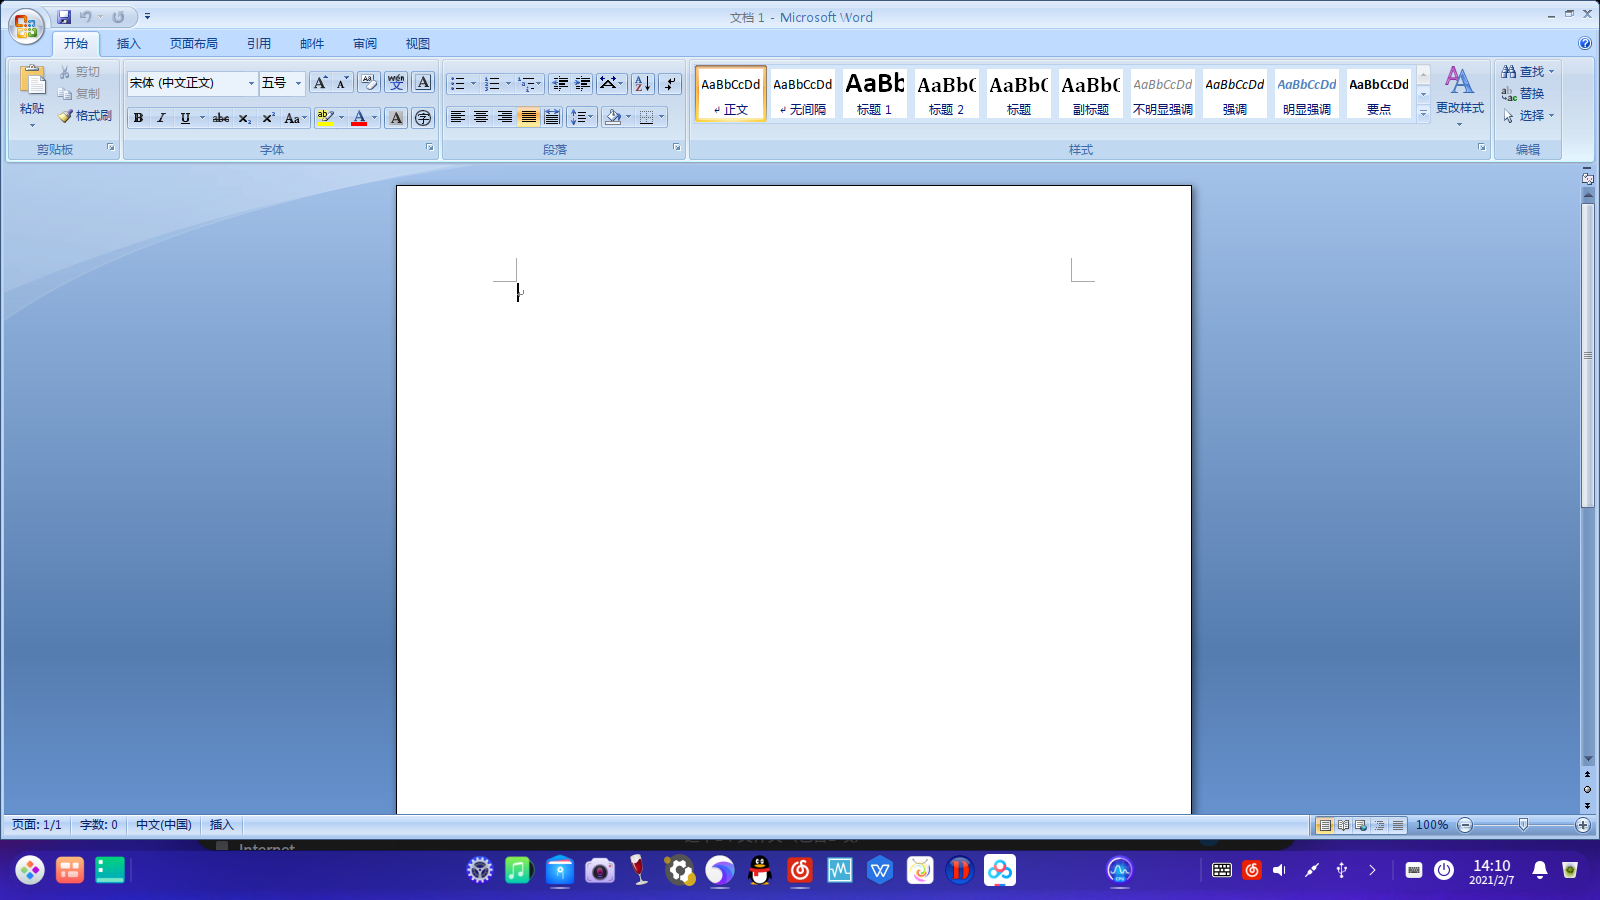 文档 1 - Microsoft Word
开始 插入 页面布局 引用 邮件 审阅 视图
粘贴
剪切
复制
格式刷
剪贴板
宋体 (中文正文) 五号
字体
段落
AaBbCcDd AaBbCcDd AaBb AaBbC AaBbC AaBbC AaBbCcDd AaBbCcDd AaBbCcDd AaBbCcDd
正文 无间隔 标题 1 标题 2 标题 副标题 不明显强调 强调 明显强调 要点
更改样式
样式
查找
替换
选择
编辑
页面: 1/1 字数: 0 中文(中国) 插入
100%
Internet
14:10
2021/2/7